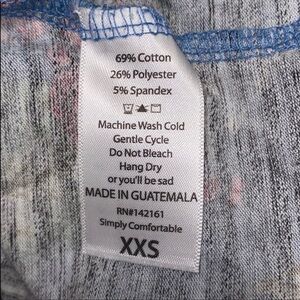 69% Cotton
26% Polyester
5% Spandex
Machine Wash Cold
Gentle Cycle
Do Not Bleach
Hang Dry
or you'll be sad
MADE IN GUATEMALA
RN#142161
Simply Comfortable
XXS